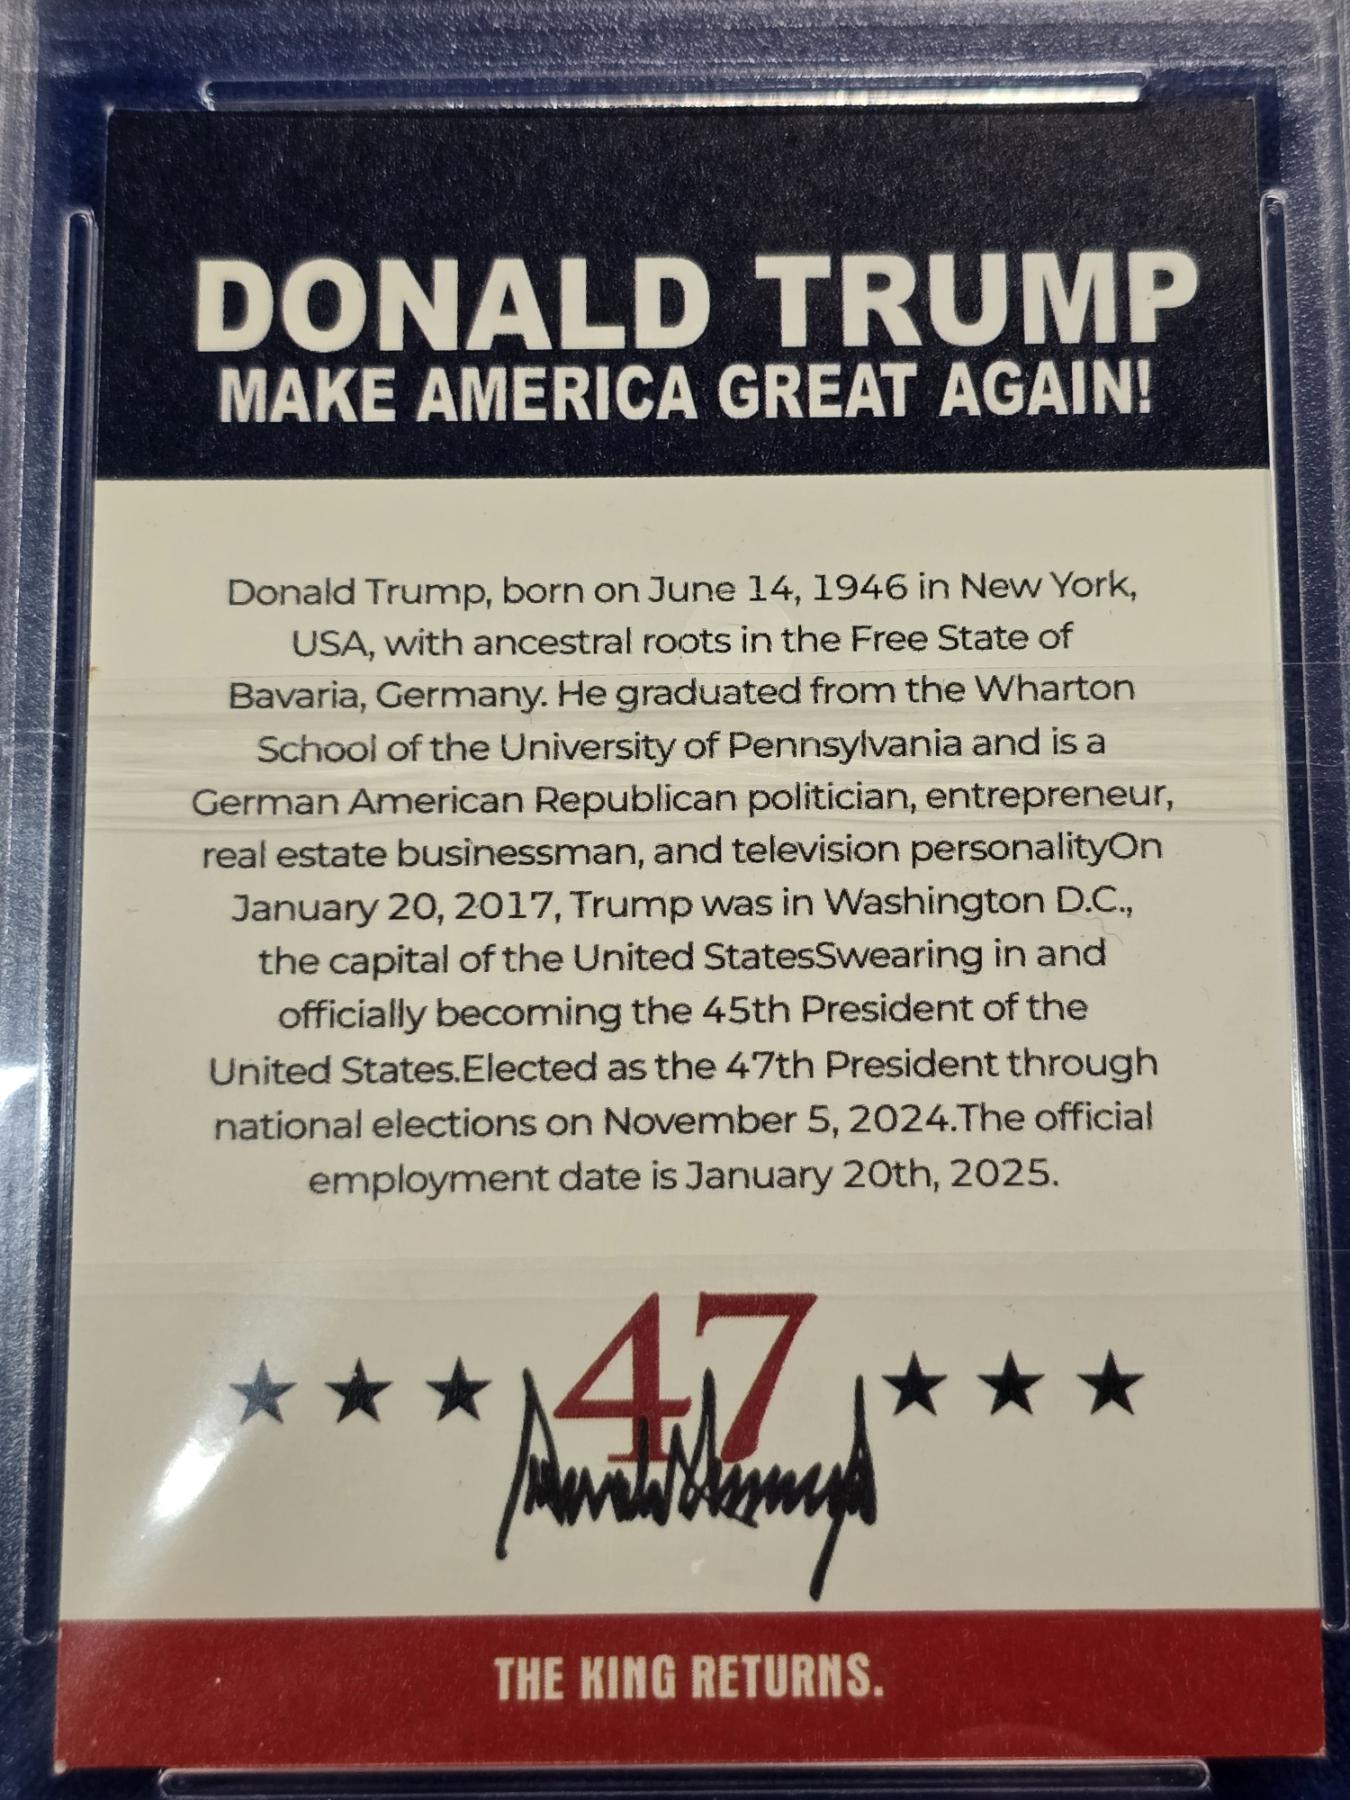 DONALD TRUMP
MAKE AMERICA GREAT AGAIN!
Donald Trump, born on June 14, 1946 in New York,
USA, with ancestral roots in the Free State of
Bavaria, Germany. He graduated from the Wharton
School of the University of Pennsylvania and is a
German American Republican politician, entrepreneur,
real estate businessman, and television personalityOn
January 20, 2017, Trump was in Washington D.C.,
the capital of the United StatesSwearing in and
officially becoming the 45th President of the
United States.Elected as the 47th President through
national elections on November 5, 2024.The official
employment date is January 20th, 2025.
47
Donald Trump
THE KING RETURNS.